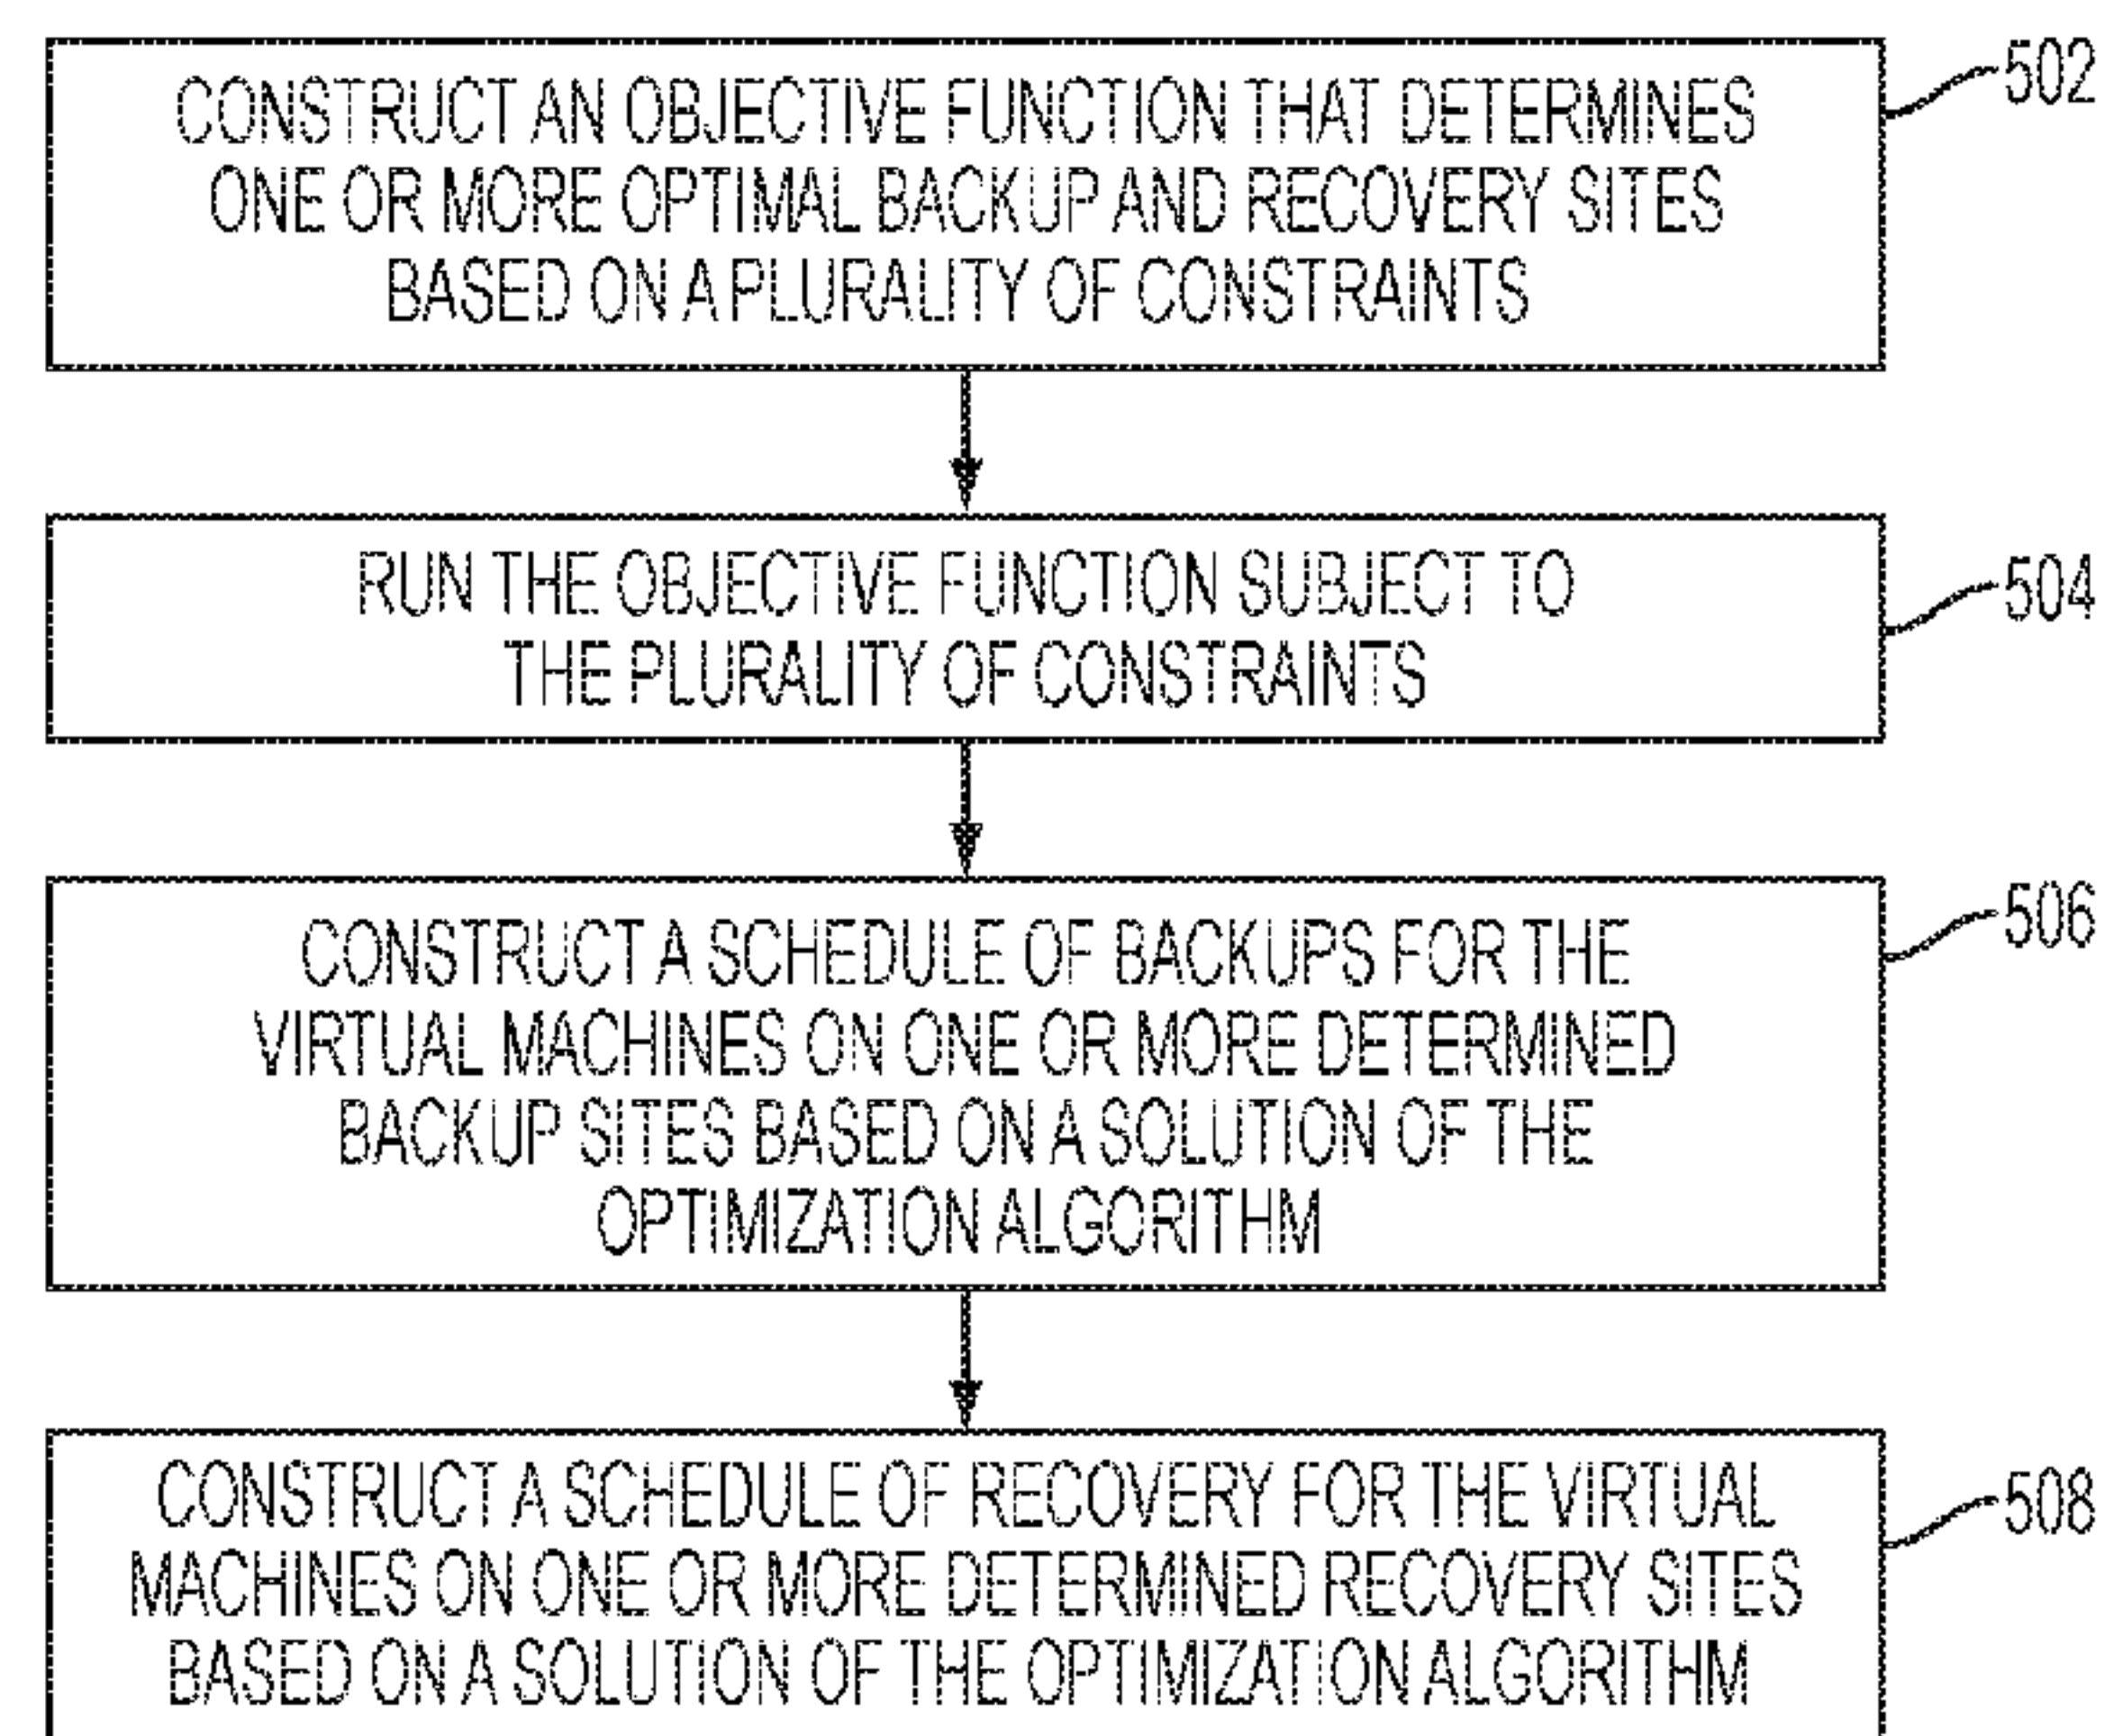 CONSTRUCT AN OBJECTIVE FUNCTION THAT DETERMINES
ONE OR MORE OPTIMAL BACKUP AND RECOVERY SITES
BASED ON A PLURALITY OF CONSTRAINTS
502
RUN THE OBJECTIVE FUNCTION SUBJECT TO
THE PLURALITY OF CONSTRAINTS
504
CONSTRUCT A SCHEDULE OF BACKUPS FOR THE
VIRTUAL MACHINES ON ONE OR MORE DETERMINED
BACKUP SITES BASED ON A SOLUTION OF THE
OPTIMIZATION ALGORITHM
506
CONSTRUCT A SCHEDULE OF RECOVERY FOR THE VIRTUAL
MACHINES ON ONE OR MORE DETERMINED RECOVERY SITES
BASED ON A SOLUTION OF THE OPTIMIZATION ALGORITHM
508